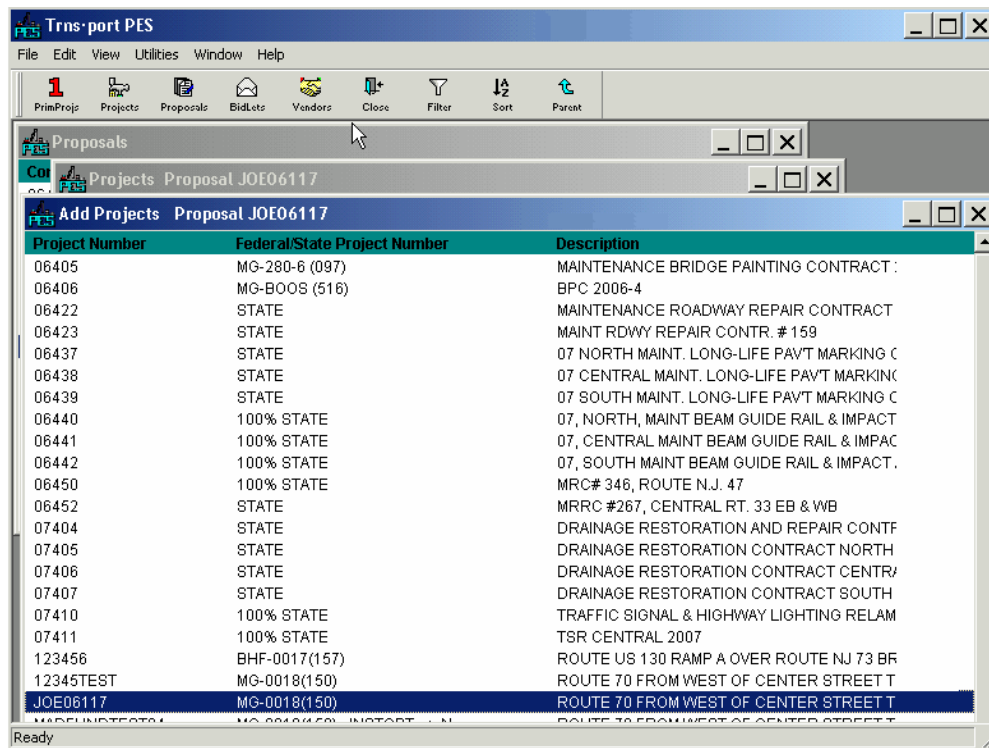 Trns·port PES
File Edit View Utilities Window Help
PrimProjs Projects Proposals BidLets Vendors Close Filter Sort Parent
Proposals
Projects Proposal JOE06117
Add Projects Proposal JOE06117
Project Number Federal/State Project Number Description
06405 MG-280-6 (097) MAINTENANCE BRIDGE PAINTING CONTRACT
06406 MG-BOOS (516) BPC 2006-4
06422 STATE MAINTENANCE ROADWAY REPAIR CONTRACT
06423 STATE MAINT RDWY REPAIR CONTR. # 159
06437 STATE 07 NORTH MAINT. LONG-LIFE PAV'T MARKING
06438 STATE 07 CENTRAL MAINT. LONG-LIFE PAV'T MARKIN
06439 STATE 07 SOUTH MAINT. LONG-LIFE PAV'T MARKING
06440 100% STATE 07, NORTH, MAINT BEAM GUIDE RAIL & IMPACT
06441 100% STATE 07, CENTRAL MAINT BEAM GUIDE RAIL & IMPAC
06442 100% STATE 07, SOUTH MAINT BEAM GUIDE RAIL & IMPACT
06450 100% STATE MRC# 346, ROUTE N.J. 47
06452 STATE MRRC #267, CENTRAL RT. 33 EB & WB
07404 STATE DRAINAGE RESTORATION AND REPAIR CONTR
07405 STATE DRAINAGE RESTORATION CONTRACT NORTH
07406 STATE DRAINAGE RESTORATION CONTRACT CENTR
07407 STATE DRAINAGE RESTORATION CONTRACT SOUTH
07410 100% STATE TRAFFIC SIGNAL & HIGHWAY LIGHTING RELAM
07411 100% STATE TSR CENTRAL 2007
123456 BHF-0017(157) ROUTE US 130 RAMP A OVER ROUTE NJ 73 BR
12345TEST MG-0018(150) ROUTE 70 FROM WEST OF CENTER STREET T
JOE06117 MG-0018(150) ROUTE 70 FROM WEST OF CENTER STREET T
Ready